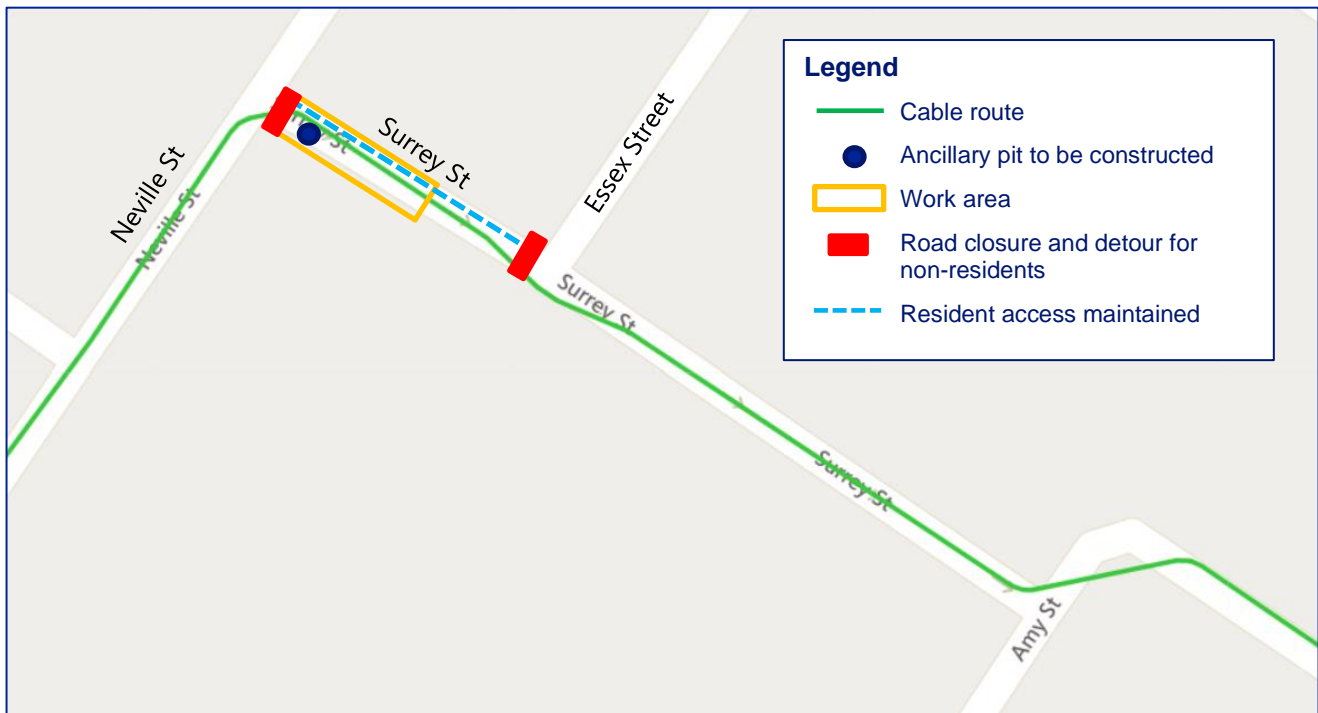 Legend
Cable route
Ancillary pit to be constructed
Work area
Road closure and detour for
non-residents
Resident access maintained
Neville St
Neville St
Surrey St
Essex Street
Surrey St
Surrey St
Amy St